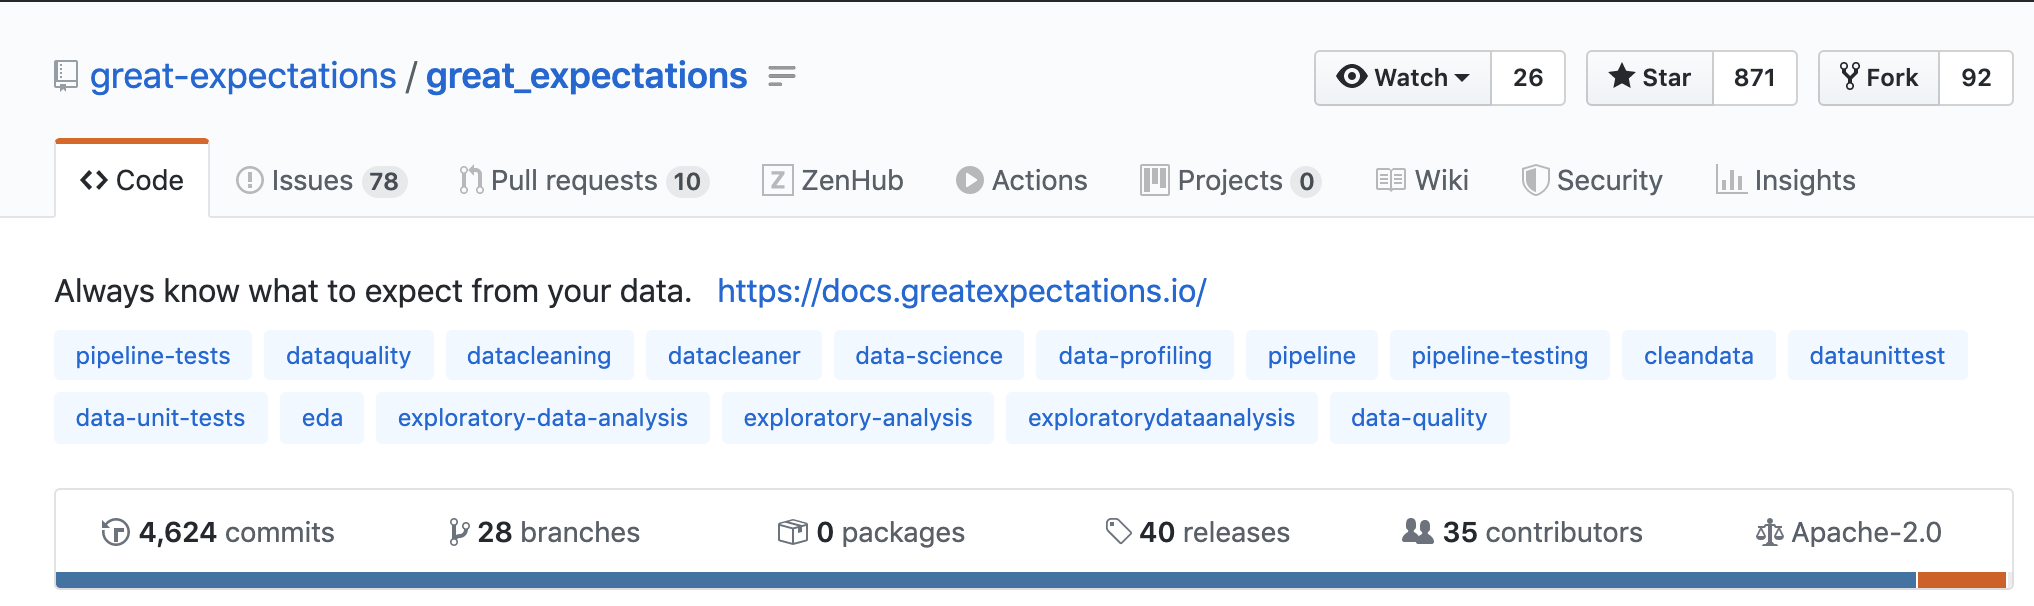 great-expectations / great_expectations Watch 26 Star 871 Fork 92
Code Issues 78 Pull requests 10 Z ZenHub Actions Projects 0 Wiki Security Insights
Always know what to expect from your data. https://docs.greatexpectations.io/
pipeline-tests dataquality datacleaning datacleaner data-science data-profiling pipeline pipeline-testing cleandata dataunittest
data-unit-tests eda exploratory-data-analysis exploratory-analysis exploratorydataanalysis data-quality
4,624 commits 28 branches 0 packages 40 releases 35 contributors Apache-2.0